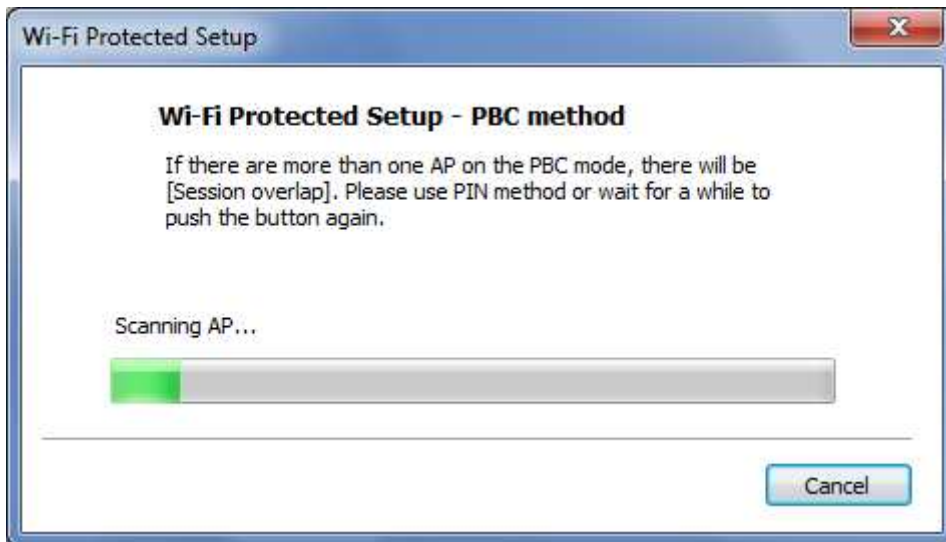 Wi-Fi Protected Setup
Wi-Fi Protected Setup - PBC method
If there are more than one AP on the PBC mode, there will be
[Session overlap]. Please use PIN method or wait for a while to
push the button again.
Scanning AP...
Cancel